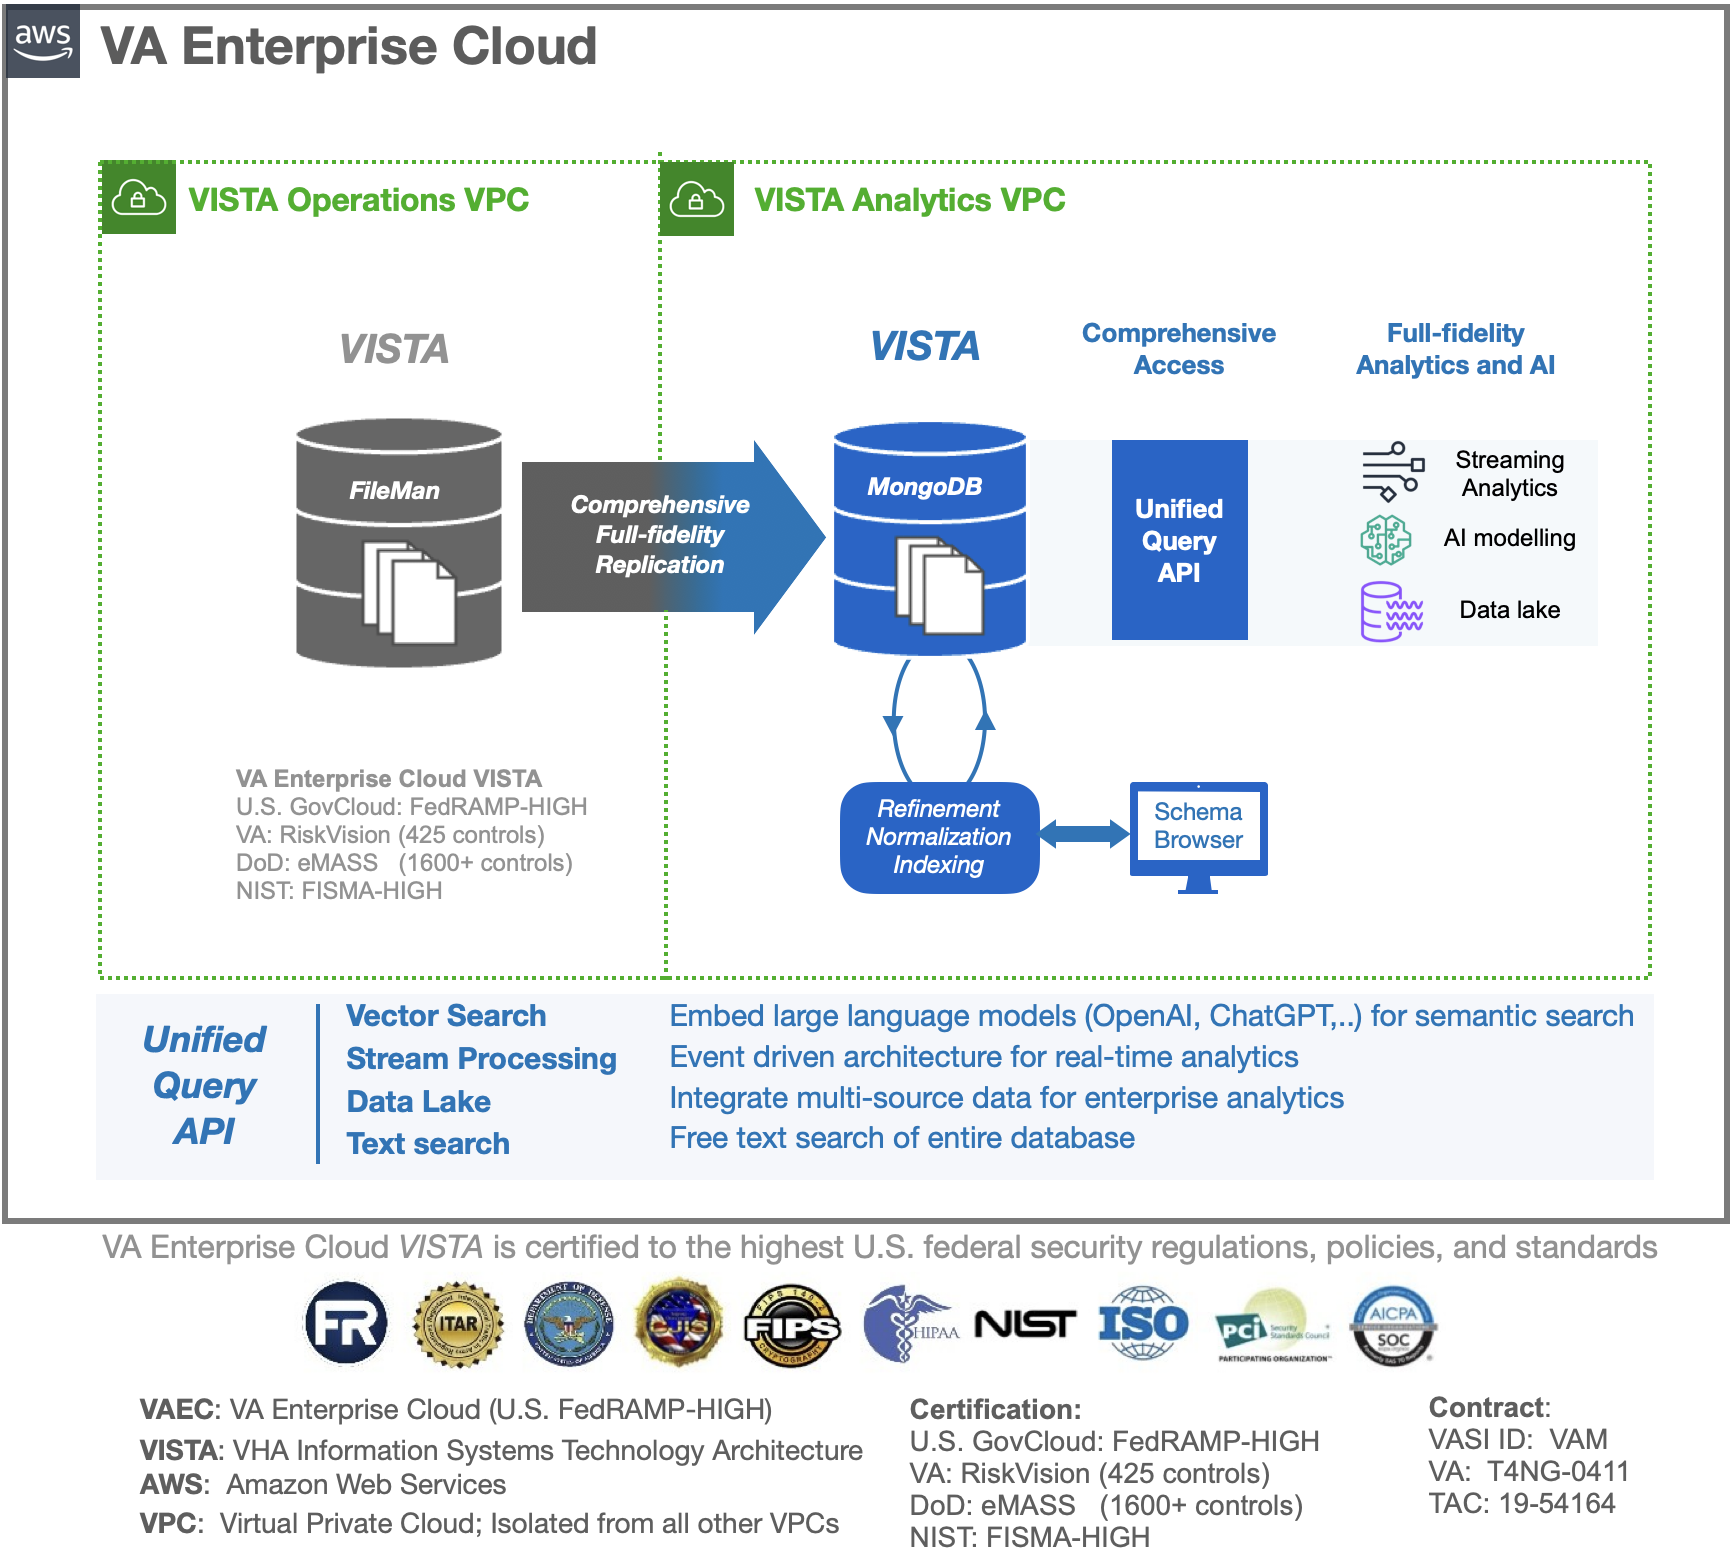 aws
VA Enterprise Cloud
VISTA Operations VPC
VISTA Analytics VPC
VISTA
VISTA
Comprehensive
Access
Full-fidelity
Analytics and AI
FileMan
Comprehensive
Full-fidelity
Replication
MongoDB
Unified
Query
API
Streaming
Analytics
AI modelling
Data lake
VA Enterprise Cloud VISTA
U.S. GovCloud: FedRAMP-HIGH
VA: RiskVision (425 controls)
DoD: eMASS (1600+ controls)
NIST: FISMA-HIGH
Refinement
Normalization
Indexing
Schema
Browser
Unified
Query
API
Vector Search Embed large language models (OpenAI, ChatGPT,..) for semantic search
Stream Processing Event driven architecture for real-time analytics
Data Lake Integrate multi-source data for enterprise analytics
Text search Free text search of entire database
VA Enterprise Cloud VISTA is certified to the highest U.S. federal security regulations, policies, and standards
FR
ITAR
DEPARTMENT OF DEFENSE
CJIS
FIPS 140-2
FIPS
CRYPTOGRAPHY
HIPAA
NIST
ISO
PCI Security
Standards Council
PARTICIPATING ORGANIZATION™
AICPA
SOC
VAEC: VA Enterprise Cloud (U.S. FedRAMP-HIGH)
VISTA: VHA Information Systems Technology Architecture
AWS: Amazon Web Services
VPC: Virtual Private Cloud; Isolated from all other VPCs
Certification:
U.S. GovCloud: FedRAMP-HIGH
VA: RiskVision (425 controls)
DoD: eMASS (1600+ controls)
NIST: FISMA-HIGH
Contract:
VASI ID: VAM
VA: T4NG-0411
TAC: 19-54164